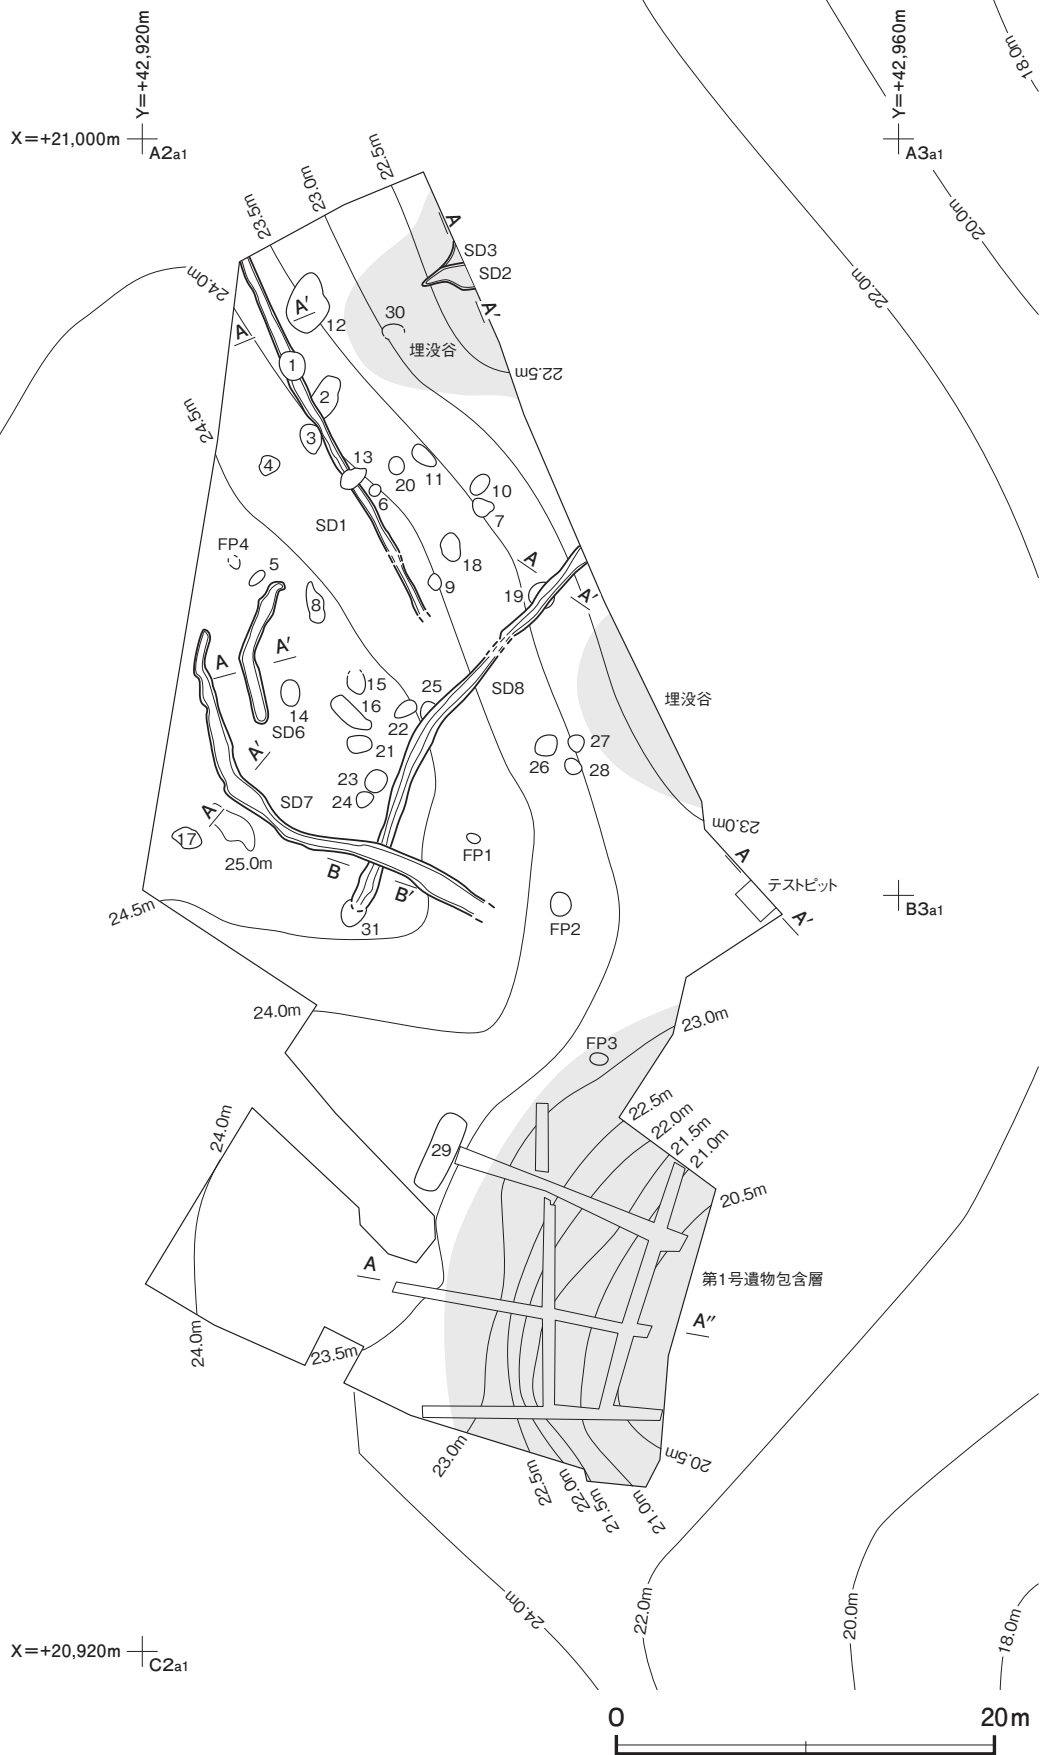 Y=+42,920m
Y=+42,960m
18.0m
X=+21,000m
A2a1
A3a1
22.5m
23.0m
23.5m
20.0m
A
SD3
SD2
24.0m
22.0m
A'
12
30
A'
埋没谷
A
1
22.5m
2
24.5m
3
4
13
20
11
10
6
7
SD1
FP4
5
18
A
9
19
A'
8
A'
A
15
25
SD8
埋没谷
14
16
22
SD6
21
27
26
28
A'
23
SD7
24
A
23.0m
17
25.0m
FP1
A
B
テストピット
B'
24.5m
B3a1
A'
31
FP2
24.0m
23.0m
FP3
22.5m
24.0m
22.0m
21.5m
29
21.0m
20.5m
A
第1号遺物包含層
A''
24.0m
23.5m
23.0m
20.5m
22.5m
22.0m
21.5m
21.0m
24.0m
22.0m
20.0m
18.0m
X=+20,920m
C2a1
0
20m